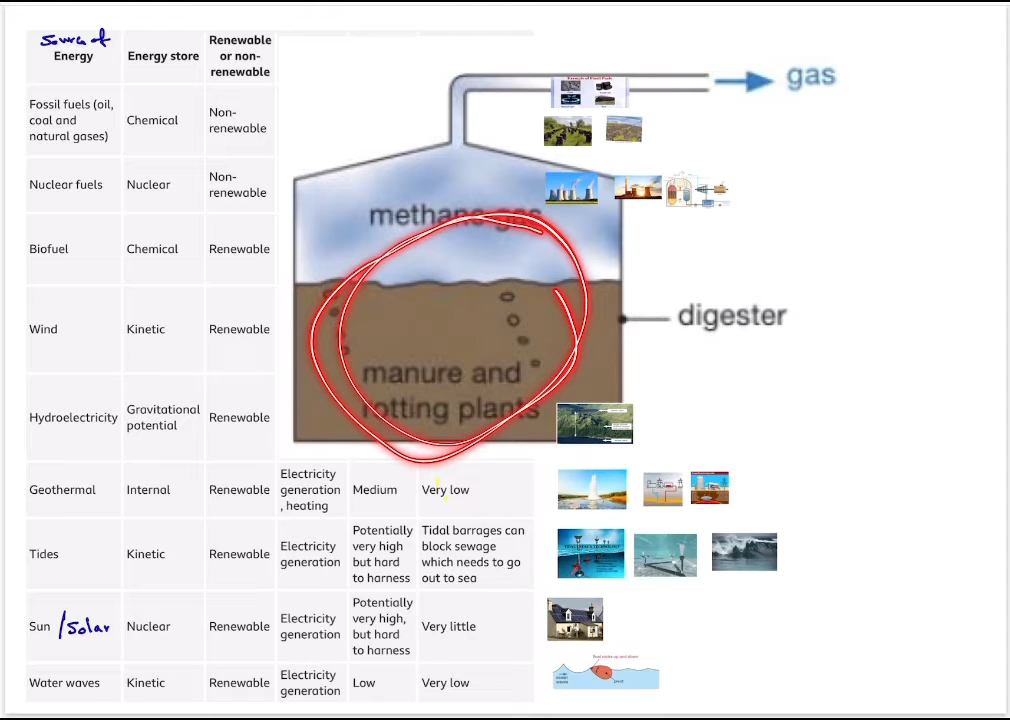 Source of
Energy
Energy store
Renewable
or non-
renewable
gas
Fossil fuels (oil,
coal and
natural gases)
Chemical
Non-
renewable
Example of Fossil Fuels
Nuclear fuels
Nuclear
Non-
renewable
methane gas
Biofuel
Chemical
Renewable
Wind
Kinetic
Renewable
digester
manure and
rotting plants
Hydroelectricity
Gravitational
potential
Renewable
Geothermal
Internal
Renewable
Electricity
generation
, heating
Medium
Very low
Tides
Kinetic
Renewable
Electricity
generation
Potentially
very high
but hard
to harness
Tidal barrages can
block sewage
which needs to go
out to sea
Sun /Solar
Nuclear
Renewable
Electricity
generation
Potentially
very high,
but hard
to harness
Very little
Water waves
Kinetic
Renewable
Electricity
generation
Low
Very low